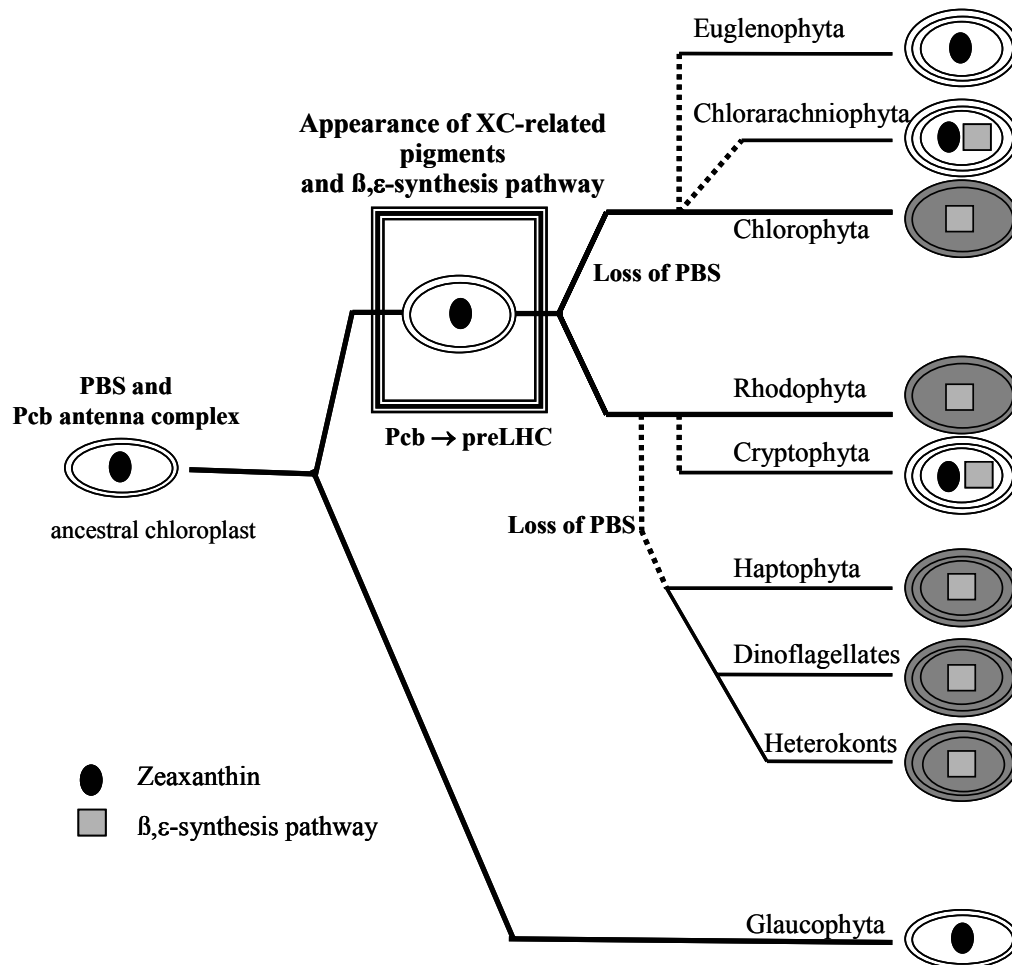 Euglenophyta
Chlorarachniophyta
Appearance of XC-related
pigments
and ß,ε-synthesis pathway
Chlorophyta
Loss of PBS
PBS and
Pcb antenna complex
Rhodophyta
Pcb → preLHC
Cryptophyta
ancestral chloroplast
Loss of PBS
Haptophyta
Dinoflagellates
Heterokonts
Zeaxanthin
ß,ε-synthesis pathway
Glaucophyta